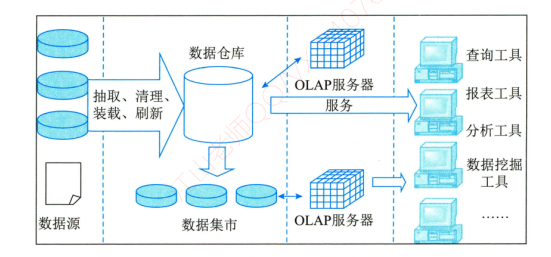 数据仓库
OLAP服务器
查询工具
抽取、清理、
装载、刷新
服务
报表工具
分析工具
数据挖掘
工具
数据源
数据集市
OLAP服务器
……